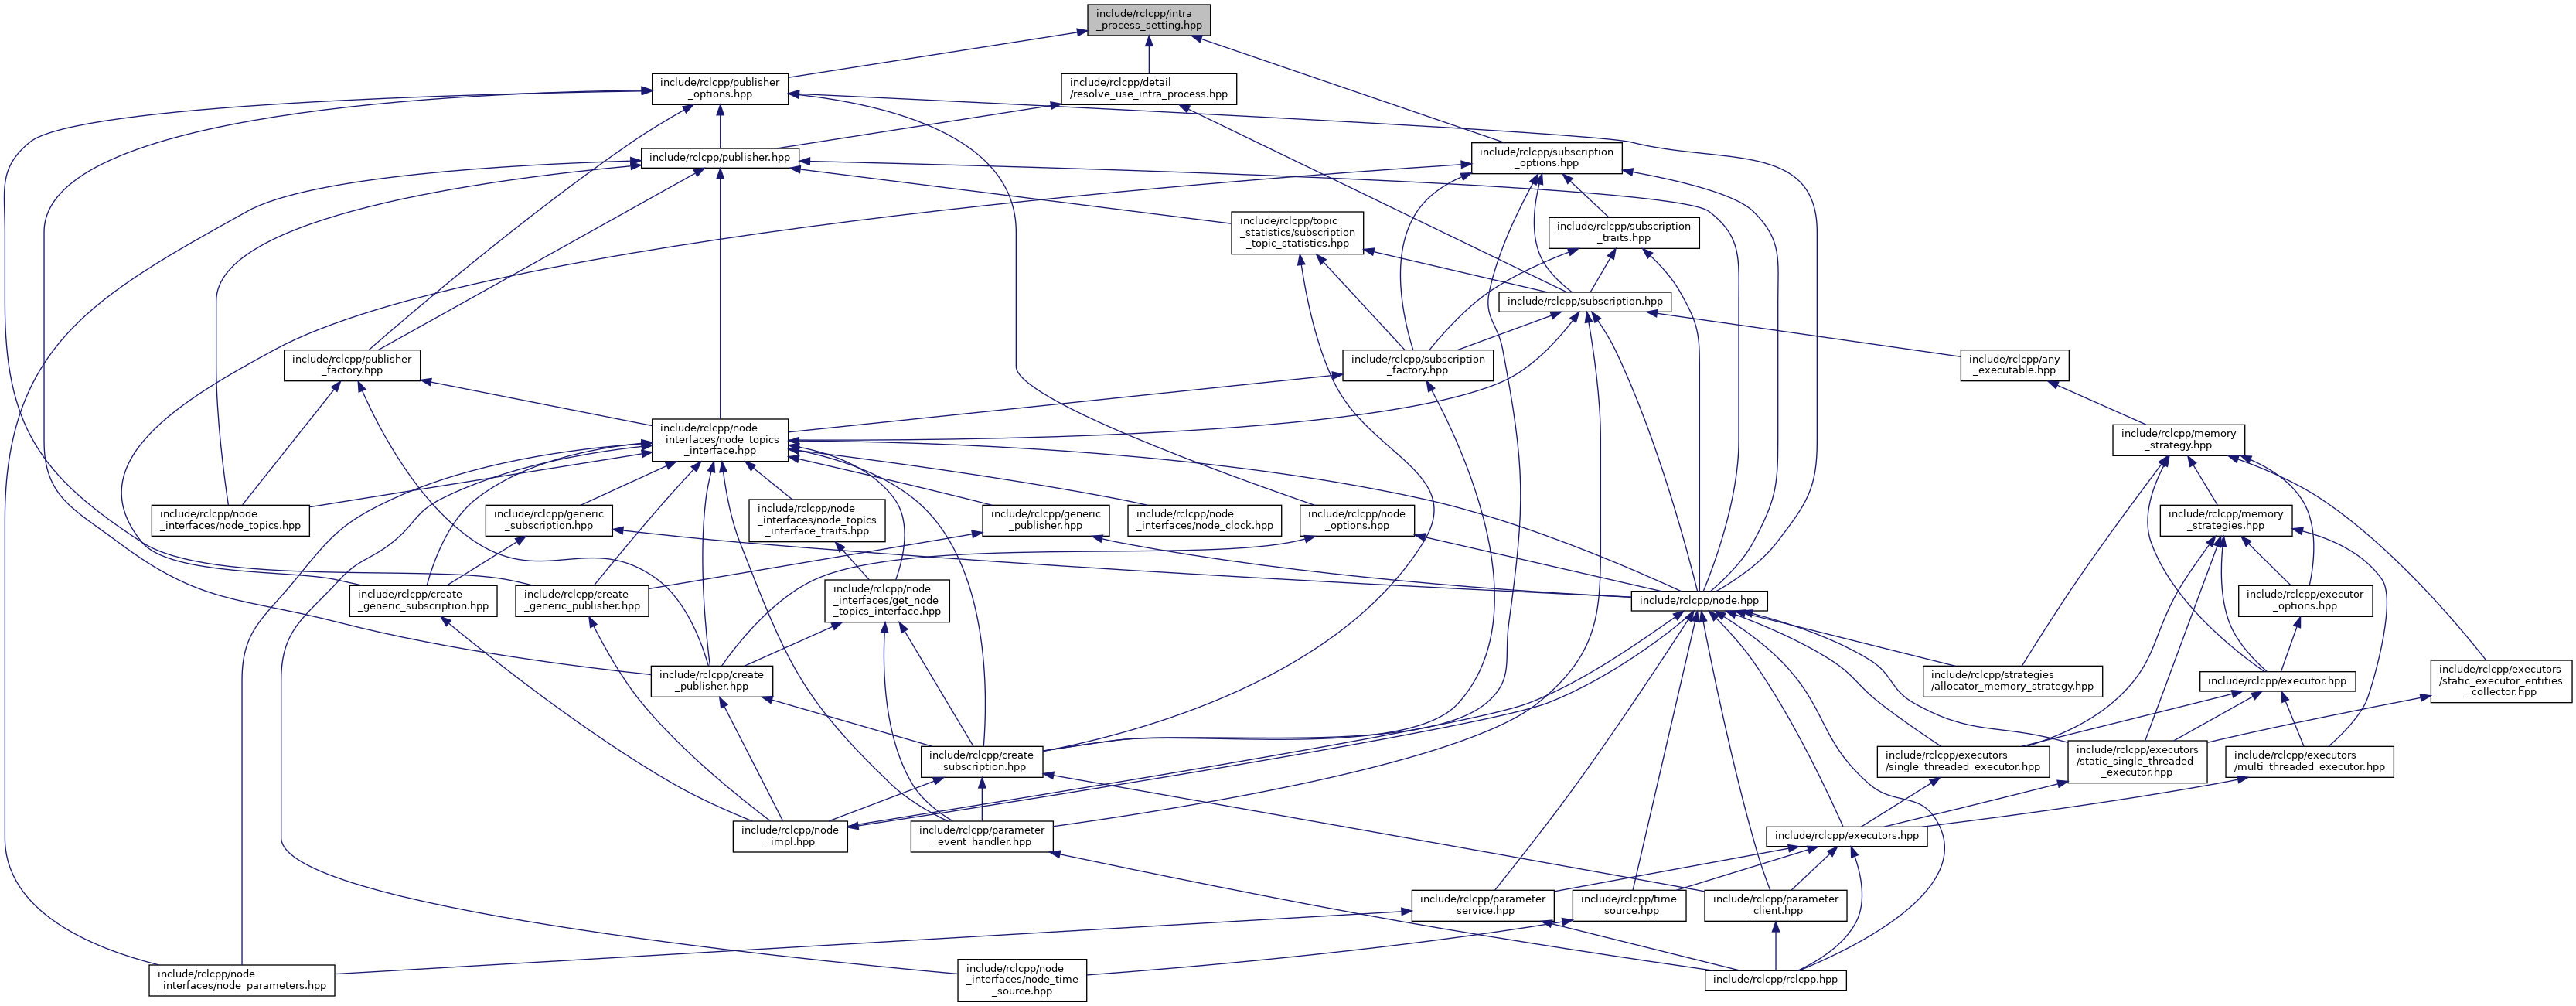 include/rclcpp/intra
_process_setting.hpp
include/rclcpp/publisher
_options.hpp
include/rclcpp/detail
/resolve_use_intra_process.hpp
include/rclcpp/publisher.hpp
include/rclcpp/subscription
_options.hpp
include/rclcpp/topic
_statistics/subscription
_topic_statistics.hpp
include/rclcpp/subscription
_traits.hpp
include/rclcpp/subscription.hpp
include/rclcpp/publisher
_factory.hpp
include/rclcpp/subscription
_factory.hpp
include/rclcpp/any
_executable.hpp
include/rclcpp/node
_interfaces/node_topics
_interface.hpp
include/rclcpp/memory
_strategy.hpp
include/rclcpp/node
_interfaces/node_topics.hpp
include/rclcpp/generic
_subscription.hpp
include/rclcpp/node
_interfaces/node_topics
_interface_traits.hpp
include/rclcpp/generic
_publisher.hpp
include/rclcpp/node
_interfaces/node_clock.hpp
include/rclcpp/node
_options.hpp
include/rclcpp/memory
_strategies.hpp
include/rclcpp/create
_generic_subscription.hpp
include/rclcpp/create
_generic_publisher.hpp
include/rclcpp/node
_interfaces/get_node
_topics_interface.hpp
include/rclcpp/node.hpp
include/rclcpp/executor
_options.hpp
include/rclcpp/create
_publisher.hpp
include/rclcpp/strategies
/allocator_memory_strategy.hpp
include/rclcpp/executor.hpp
include/rclcpp/executors
/static_executor_entities
_collector.hpp
include/rclcpp/create
_subscription.hpp
include/rclcpp/executors
/single_threaded_executor.hpp
include/rclcpp/executors
/static_single_threaded
_executor.hpp
include/rclcpp/executors
/multi_threaded_executor.hpp
include/rclcpp/node
_impl.hpp
include/rclcpp/parameter
_event_handler.hpp
include/rclcpp/executors.hpp
include/rclcpp/parameter
_service.hpp
include/rclcpp/time
_source.hpp
include/rclcpp/parameter
_client.hpp
include/rclcpp/node
_interfaces/node_parameters.hpp
include/rclcpp/node
_interfaces/node_time
_source.hpp
include/rclcpp/rclcpp.hpp